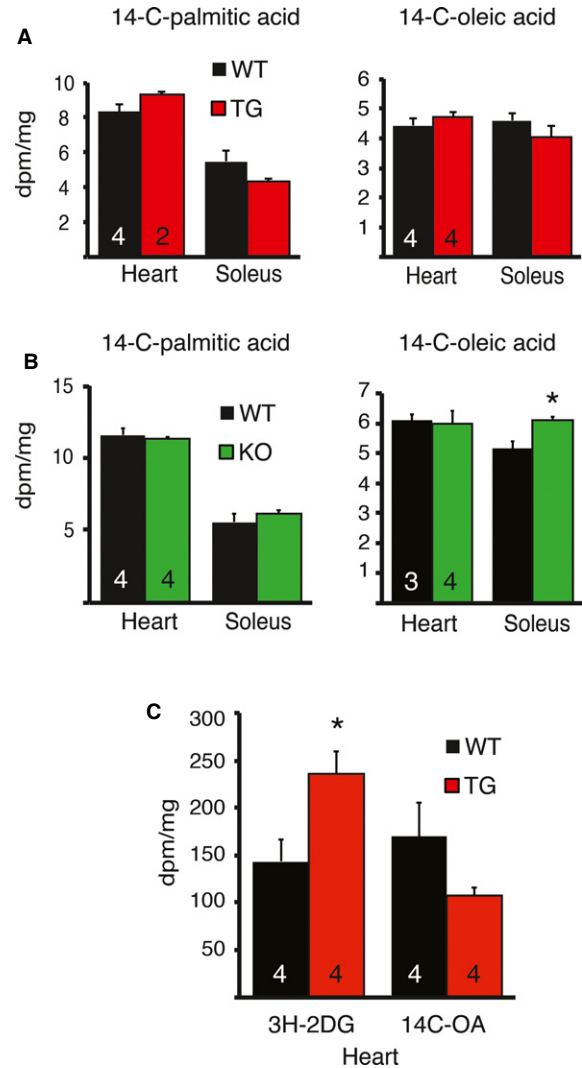 A
14-C-palmitic acid
14-C-oleic acid
dpm/mg
10
8
6
4
2
WT
TG
4
2
Heart
Soleus
6
5
4
3
2
1
4
4
Heart
Soleus
B
14-C-palmitic acid
14-C-oleic acid
dpm/mg
15
10
5
WT
KO
4
4
Heart
Soleus
7
6
5
4
3
2
1
*
3
4
Heart
Soleus
C
dpm/mg
300
250
200
150
100
50
*
WT
TG
4
4
4
4
3H-2DG
14C-OA
Heart